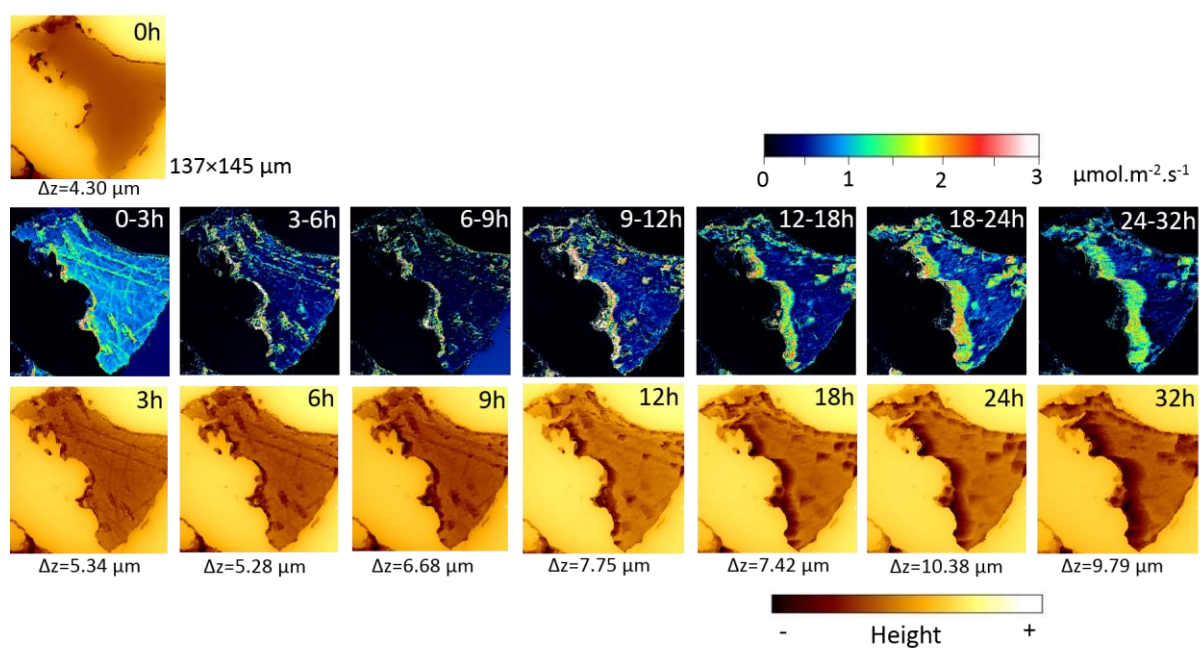 0h
Δz=4.30 µm
137×145 µm
0 1 2 3 µmol.m⁻².s⁻¹
0-3h 3-6h 6-9h 9-12h 12-18h 18-24h 24-32h
3h 6h 9h 12h 18h 24h 32h
Δz=5.34 µm Δz=5.28 µm Δz=6.68 µm Δz=7.75 µm Δz=7.42 µm Δz=10.38 µm Δz=9.79 µm
- Height +